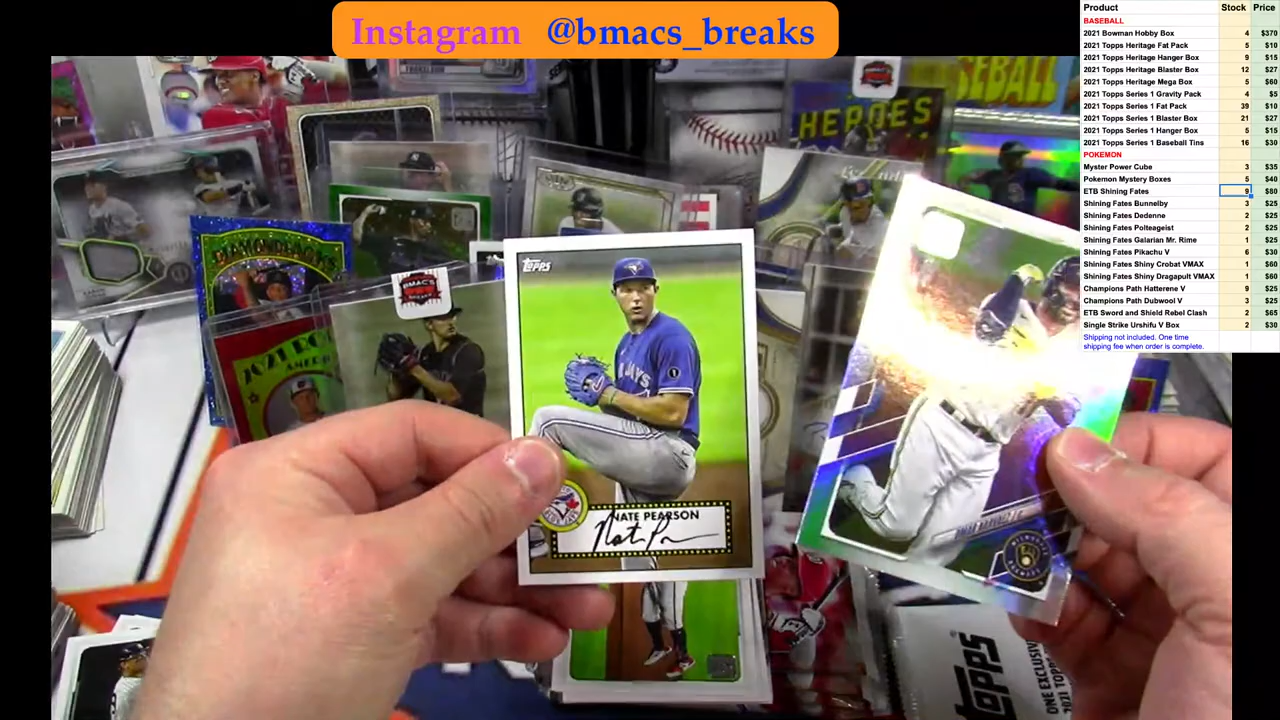 Instagram @bmacs_breaks
Product Stock Price
BASEBALL
2021 Bowman Hobby Box 4 $370
2021 Topps Heritage Fat Pack 5 $10
2021 Topps Heritage Hanger Box 9 $15
2021 Topps Heritage Blaster Box 12 $27
2021 Topps Heritage Mega Box 5 $60
2021 Topps Series 1 Gravity Pack 4 $5
2021 Topps Series 1 Fat Pack 39 $10
2021 Topps Series 1 Blaster Box 21 $27
2021 Topps Series 1 Hanger Box 5 $15
2021 Topps Series 1 Baseball Tins 16 $30
POKEMON
Myster Power Cube 3 $35
Pokemon Mystery Boxes 5 $40
ETB Shining Fates 9 $80
Shining Fates Bunnelby 3 $25
Shining Fates Dedenne 2 $25
Shining Fates Polteageist 2 $25
Shining Fates Galarian Mr. Rime 1 $25
Shining Fates Pikachu V 6 $30
Shining Fates Shiny Crobat VMAX 1 $60
Shining Fates Shiny Dragapult VMAX 1 $60
Champions Path Hatterene V 9 $25
Champions Path Dubwool V 3 $25
ETB Sword and Shield Rebel Clash 2 $65
Single Strike Urshifu V Box 2 $30
Shipping not included. One time
shipping fee when order is complete.
HEROES
DIAMONDBACKS
BMACS
Topps
NATE PEARSON
topps
ONE EXCLUSIV
2021 TOPP